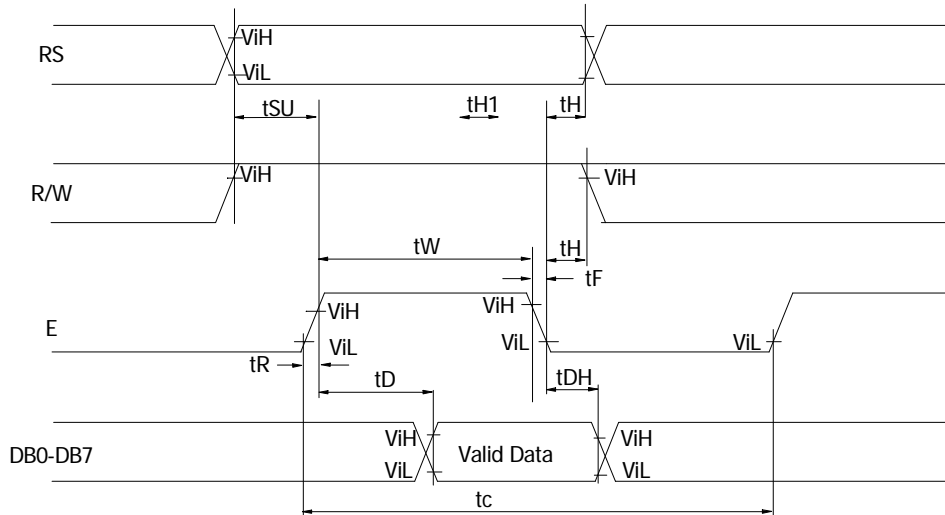 ViH
RS
ViL
tSU
tH1
tH
ViH
ViH
R/W
tW
tH
tF
ViH
ViH
E
ViL
ViL
ViL
tR
tD
tDH
ViH
ViH
DB0-DB7
Valid Data
ViL
ViL
tc